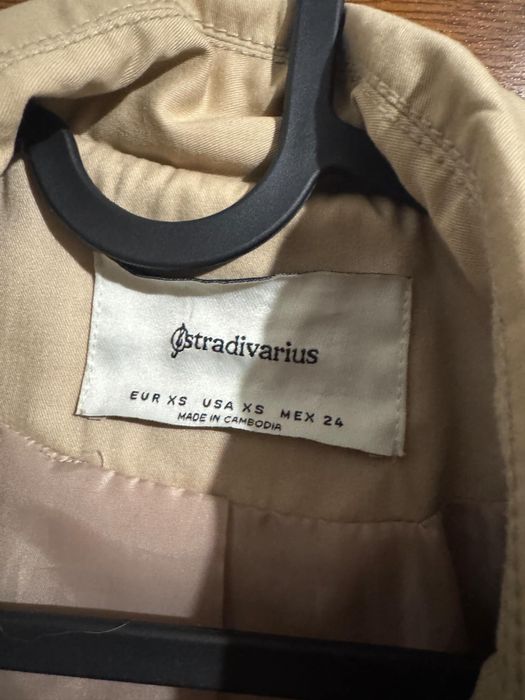 stradivarius
EUR XS USA XS MEX 24
MADE IN CAMBODIA